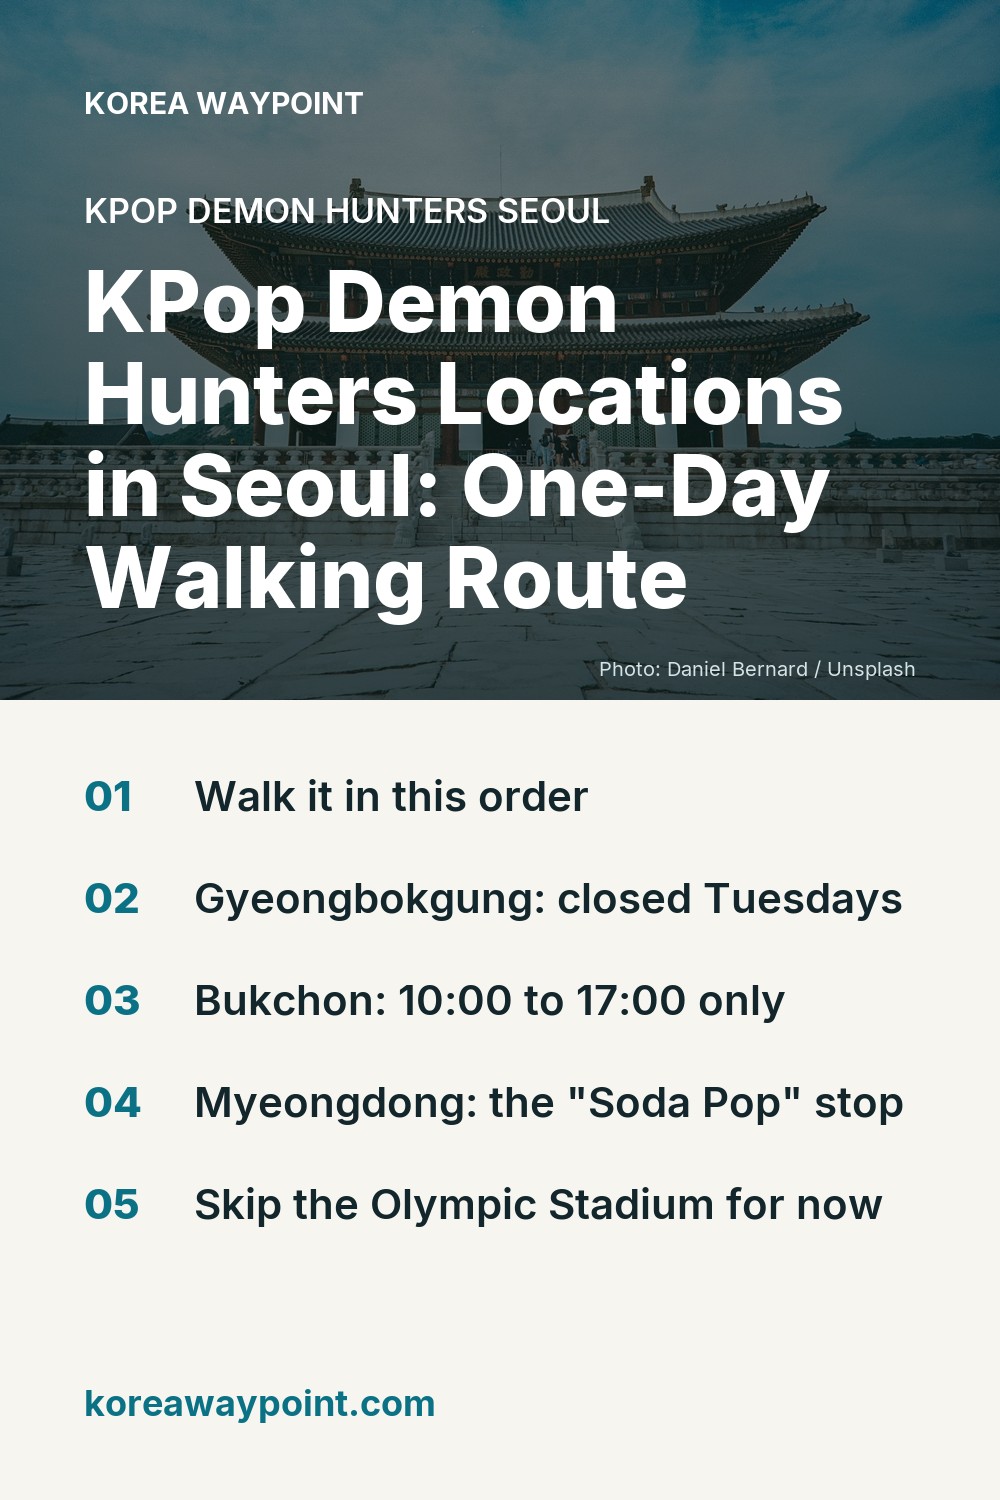 KOREA WAYPOINT
KPOP DEMON HUNTERS SEOUL
KPop Demon
Hunters Locations
in Seoul: One-Day
Walking Route
Photo: Daniel Bernard / Unsplash
01 Walk it in this order
02 Gyeongbokgung: closed Tuesdays
03 Bukchon: 10:00 to 17:00 only
04 Myeongdong: the "Soda Pop" stop
05 Skip the Olympic Stadium for now
koreawaypoint.com